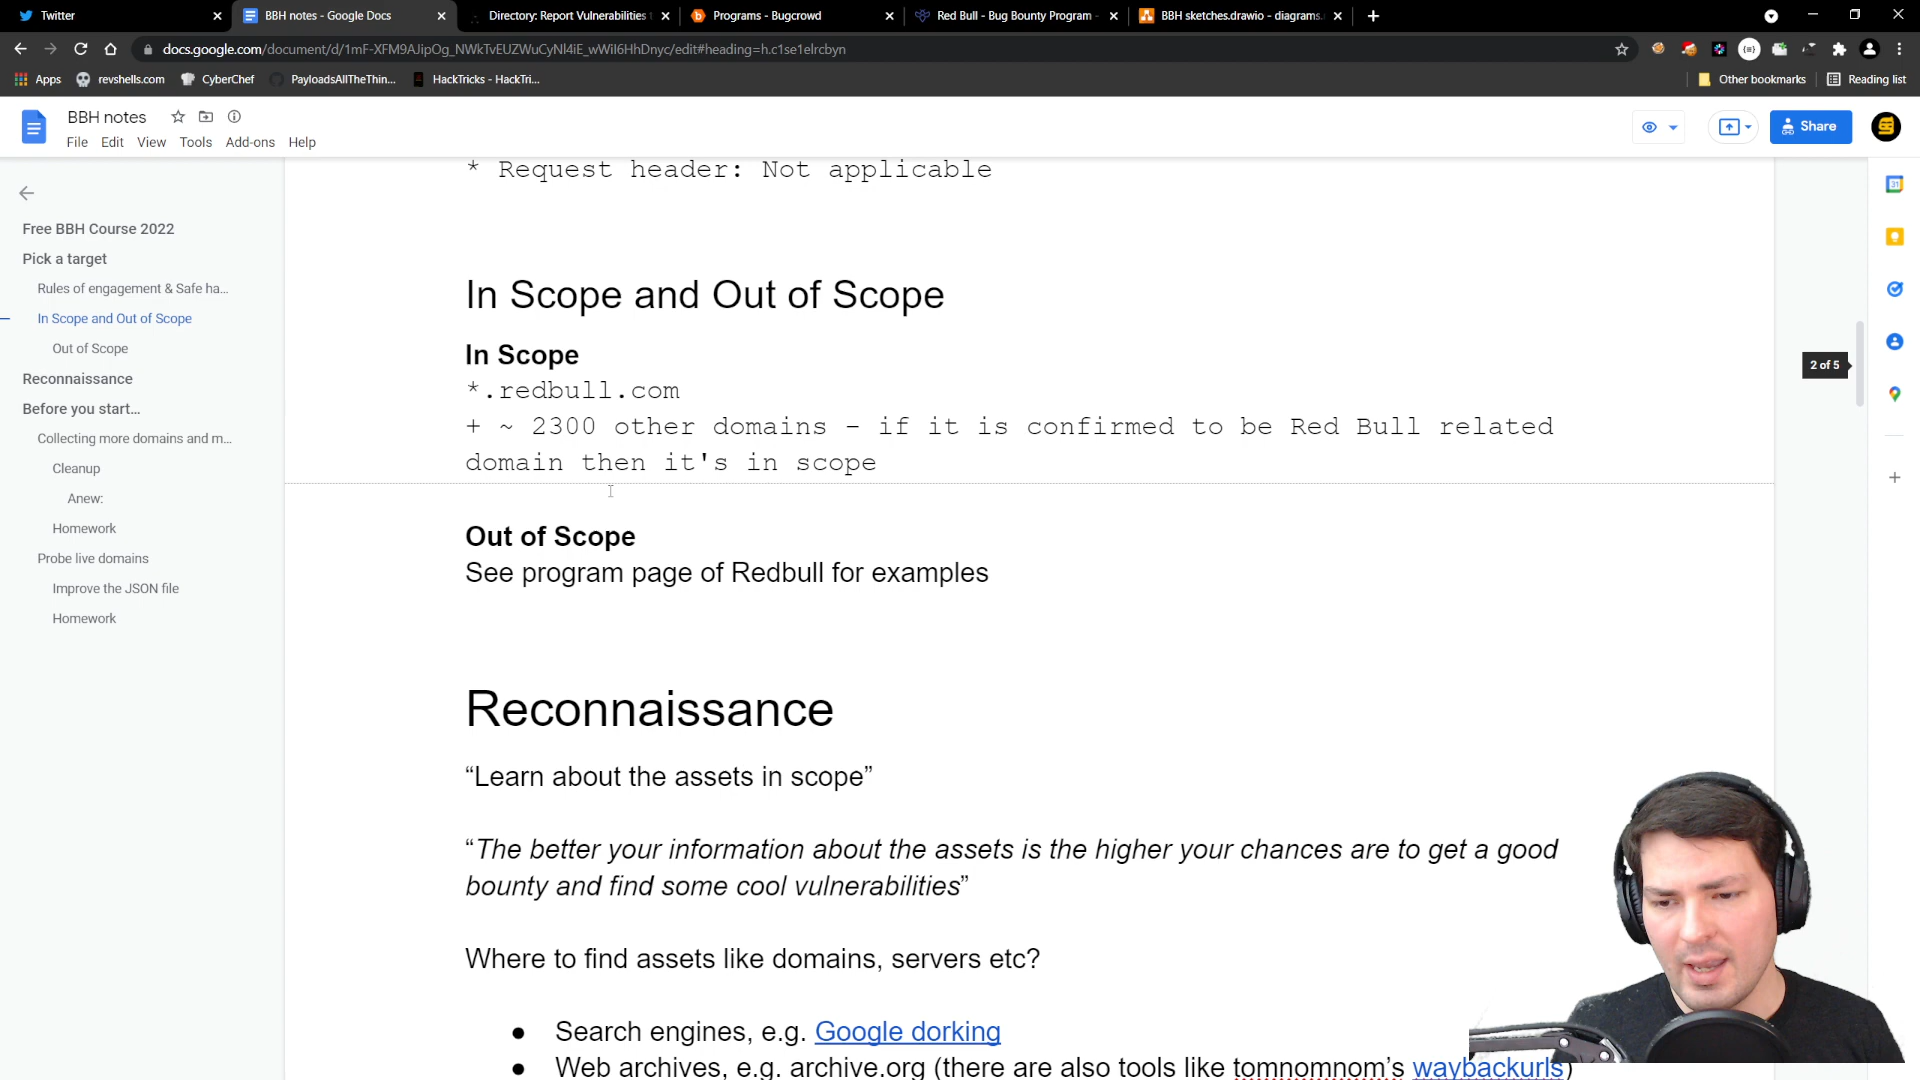 Twitter
BBH notes - Google Docs
Directory: Report Vulnerabilities
Programs - Bugcrowd
Red Bull - Bug Bounty Program -
BBH sketches.drawio - diagrams.
docs.google.com/document/d/1mF-XFM9AJipOg_NWkTvEUZWuCyNl4iE_wWiI6HhDnyc/edit#heading=h.c1se1elrcbyn
Apps
revshells.com
CyberChef
PayloadsAllTheThin...
HackTricks - HackTri...
Other bookmarks
Reading list
BBH notes
File Edit View Tools Add-ons Help
Share
Free BBH Course 2022
Pick a target
Rules of engagement & Safe ha...
In Scope and Out of Scope
Out of Scope
Reconnaissance
Before you start...
Collecting more domains and m...
Cleanup
Anew:
Homework
Probe live domains
Improve the JSON file
Homework
* Request header: Not applicable
In Scope and Out of Scope
In Scope
*.redbull.com
+ ~ 2300 other domains - if it is confirmed to be Red Bull related
domain then it's in scope
2 of 5
Out of Scope
See program page of Redbull for examples
Reconnaissance
“Learn about the assets in scope”
“The better your information about the assets is the higher your chances are to get a good
bounty and find some cool vulnerabilities”
Where to find assets like domains, servers etc?
● Search engines, e.g. Google dorking
● Web archives, e.g. archive.org (there are also tools like tomnomnom’s waybackurls)
31